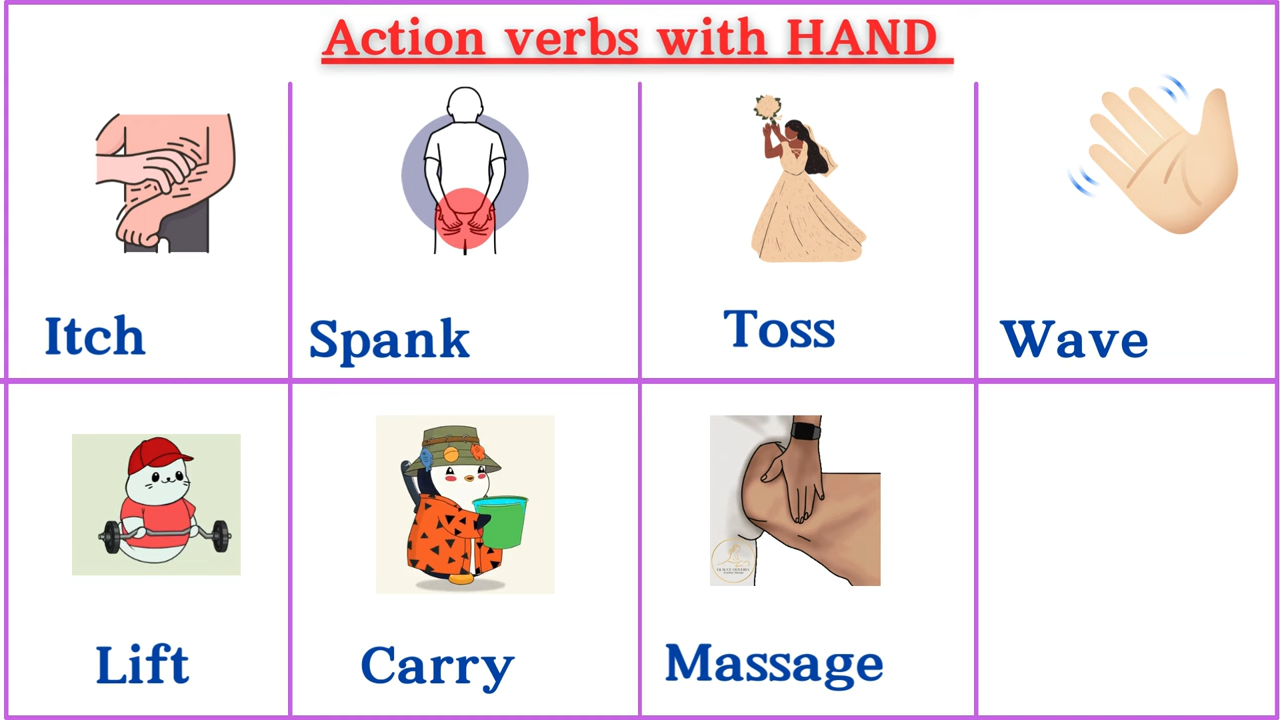 Action verbs with HAND
Itch
Spank
Toss
Wave
Lift
Carry
Massage